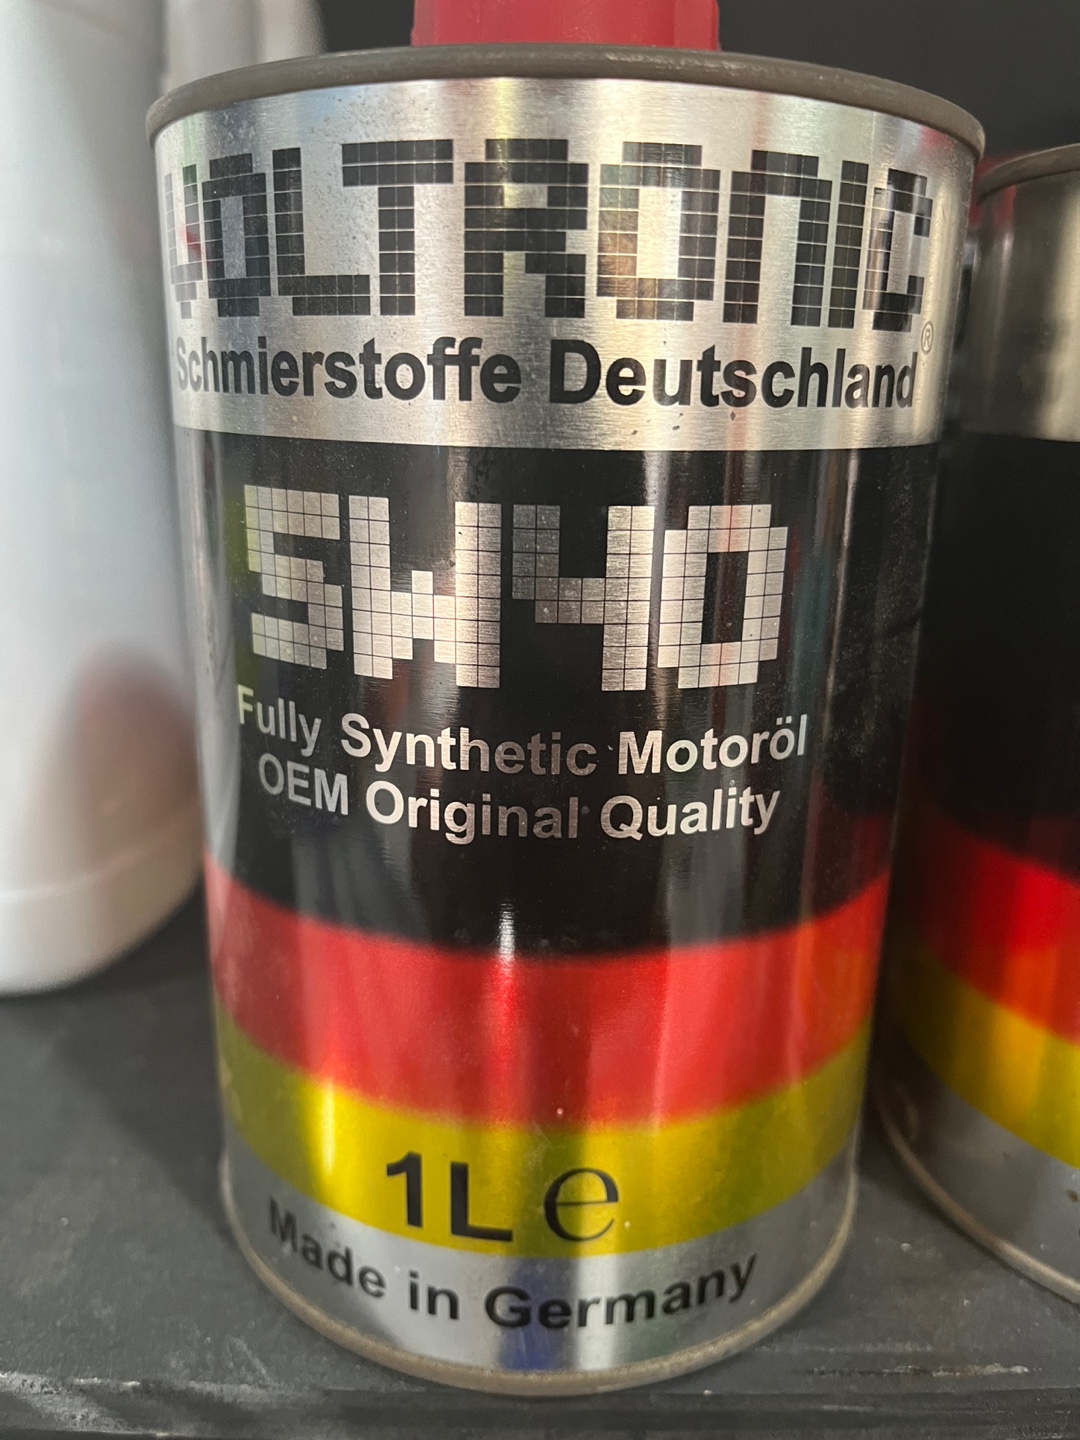 VOLTRONIC®
Schmierstoffe Deutschland
5W40
Fully Synthetic Motoröl
OEM Original Quality
1L ℮
Made in Germany